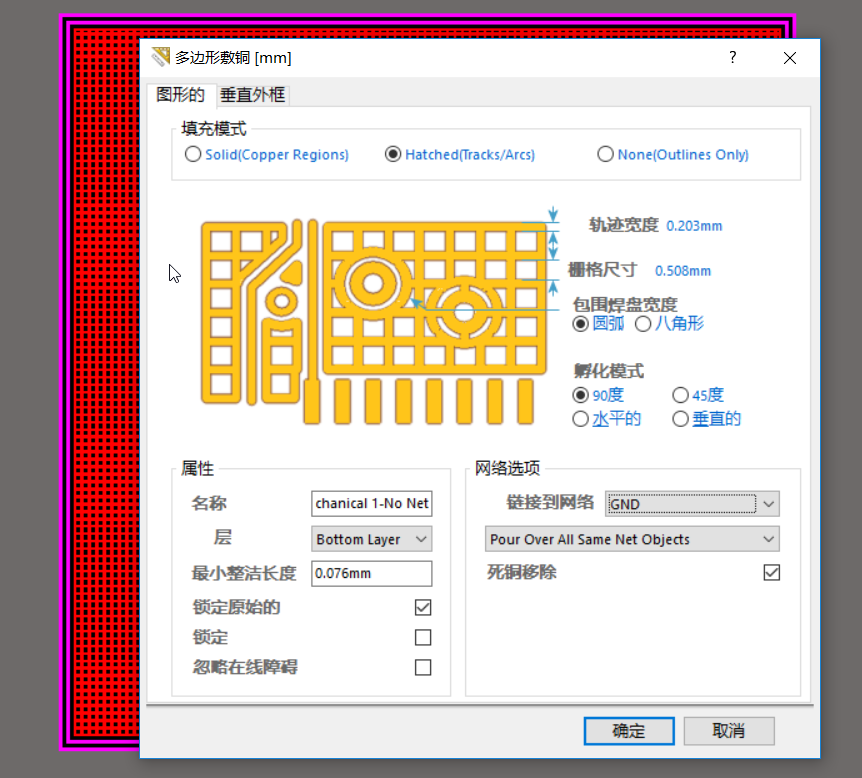 多边形敷铜 [mm] ?
图形的 垂直外框
填充模式
Solid(Copper Regions) Hatched(Tracks/Arcs) None(Outlines Only)
轨迹宽度 0.203mm
栅格尺寸 0.508mm
包围焊盘宽度
圆弧 八角形
孵化模式
90度 45度
水平的 垂直的
属性
名称 chanical 1-No Net
层 Bottom Layer
最小整洁长度 0.076mm
锁定原始的
锁定
忽略在线障碍
网络选项
链接到网络 GND
Pour Over All Same Net Objects
死铜移除
确定 取消